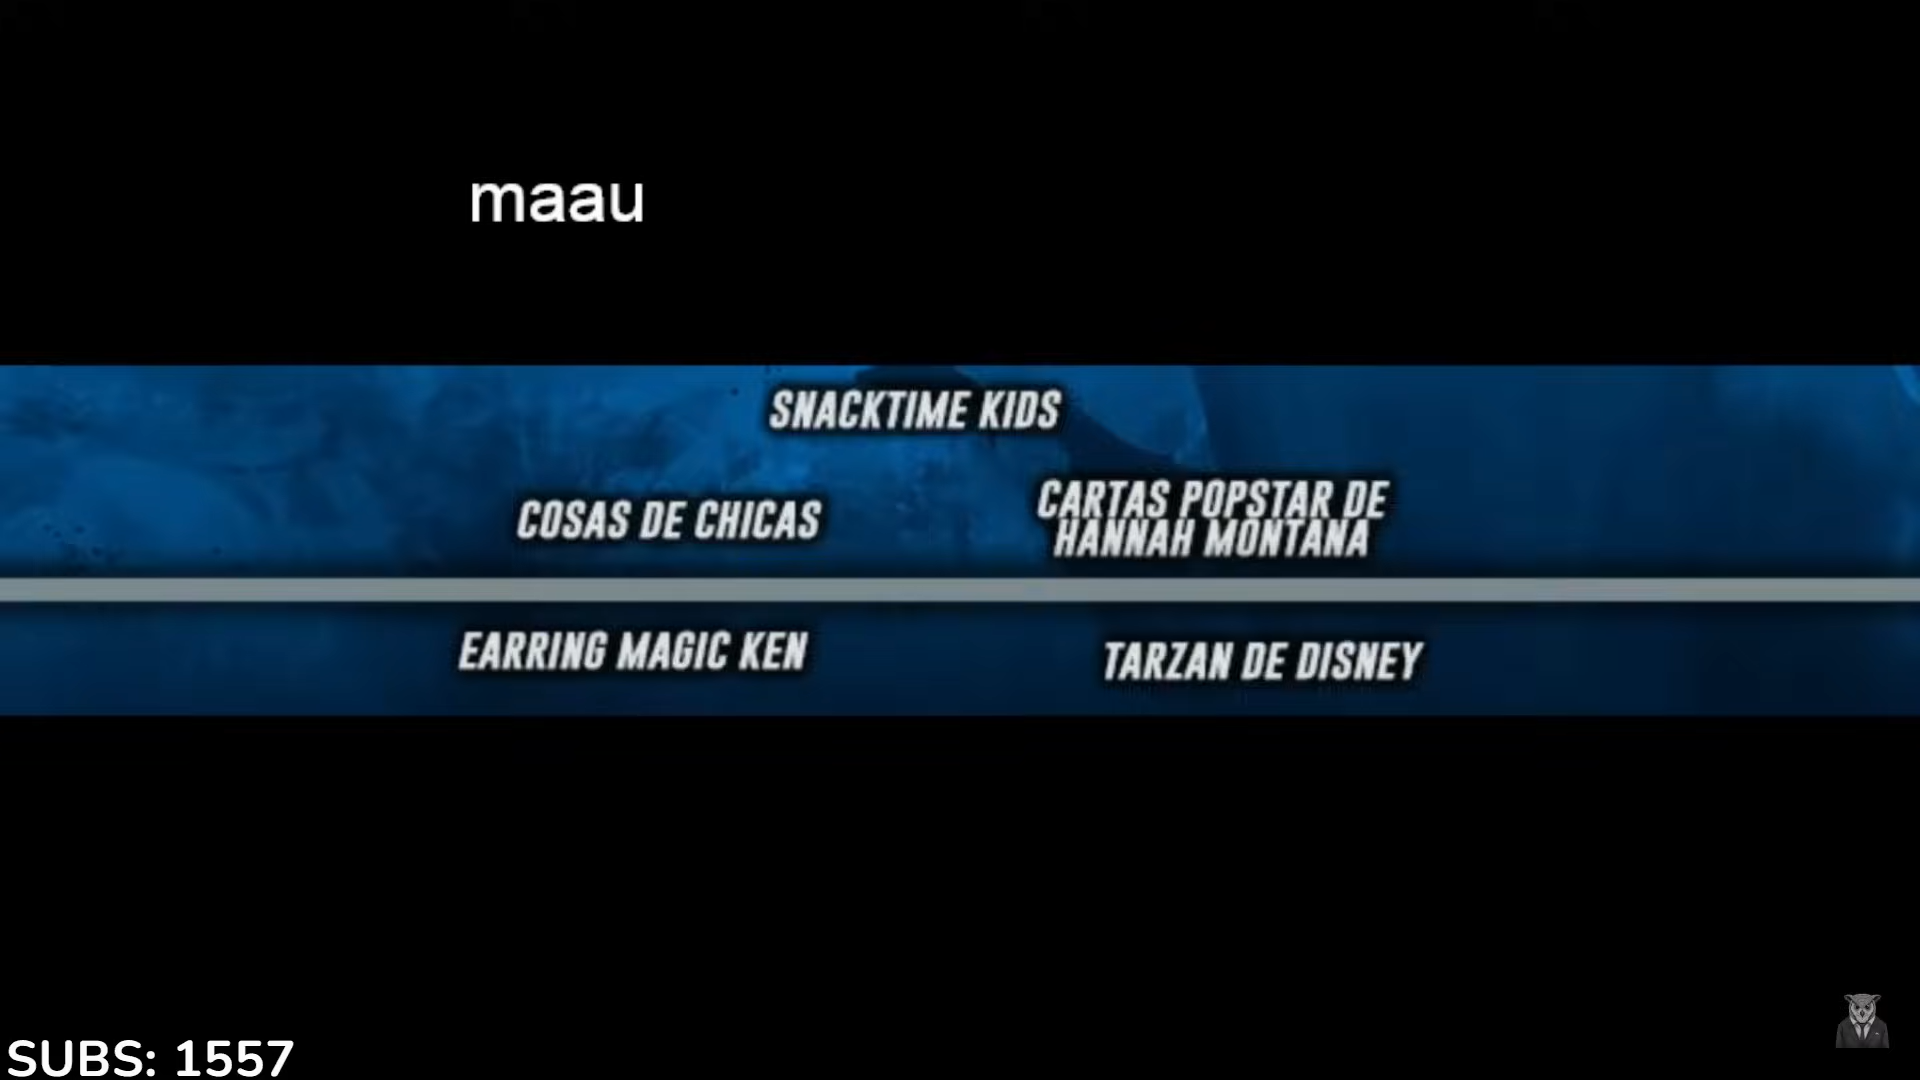 maau
SNACKTIME KIDS
COSAS DE CHICAS
CARTAS POPSTAR DE
HANNAH MONTANA
EARRING MAGIC KEN
TARZAN DE DISNEY
SUBS: 1557